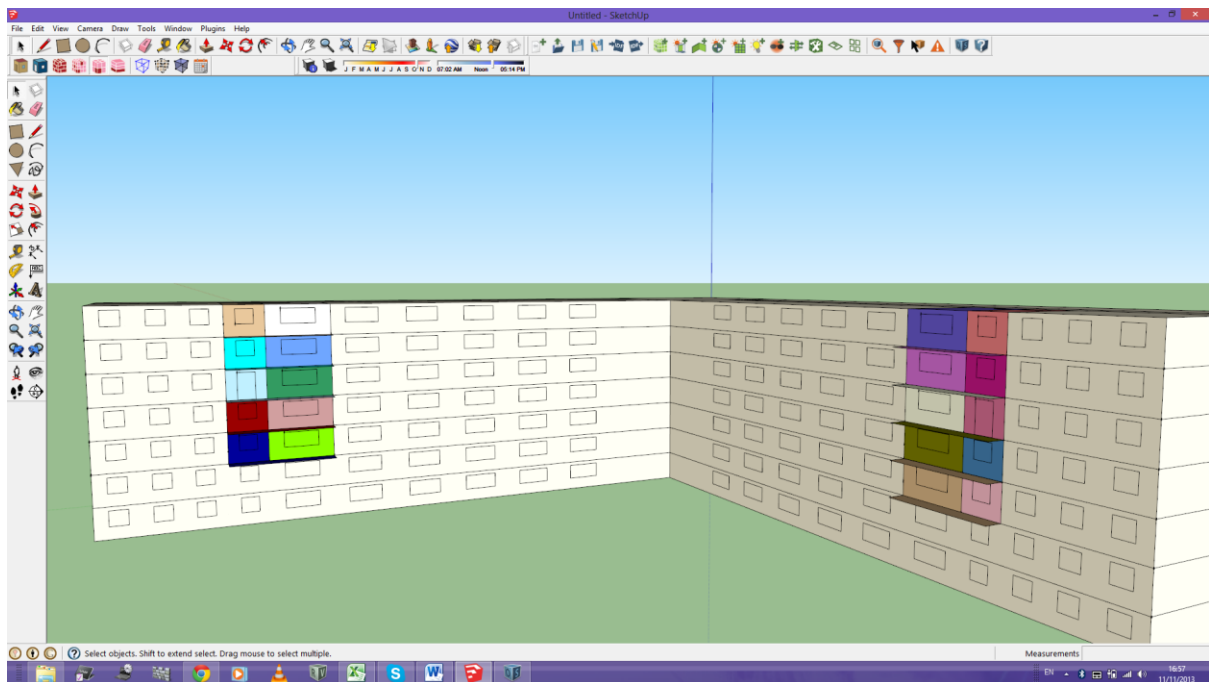 Untitled - SketchUp
File Edit View Camera Draw Tools Window Plugins Help
J F M A M J J A S O N D 07:02 AM Noon 05:14 PM
Select objects. Shift to extend select. Drag mouse to select multiple.
Measurements
EN
16:57
11/11/2013